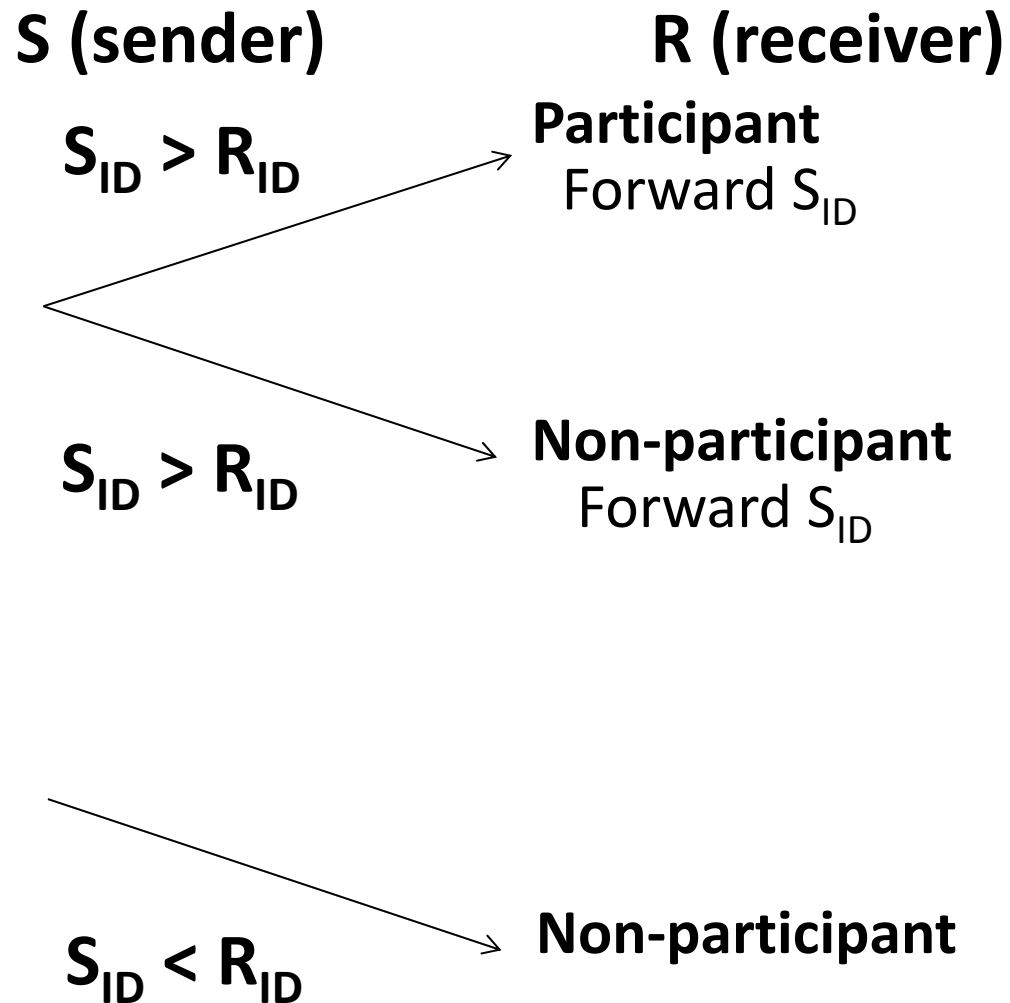 S (sender) R (receiver)
S_ID > R_ID Participant
Forward S_ID
S_ID > R_ID Non-participant
Forward S_ID
S_ID < R_ID Non-participant